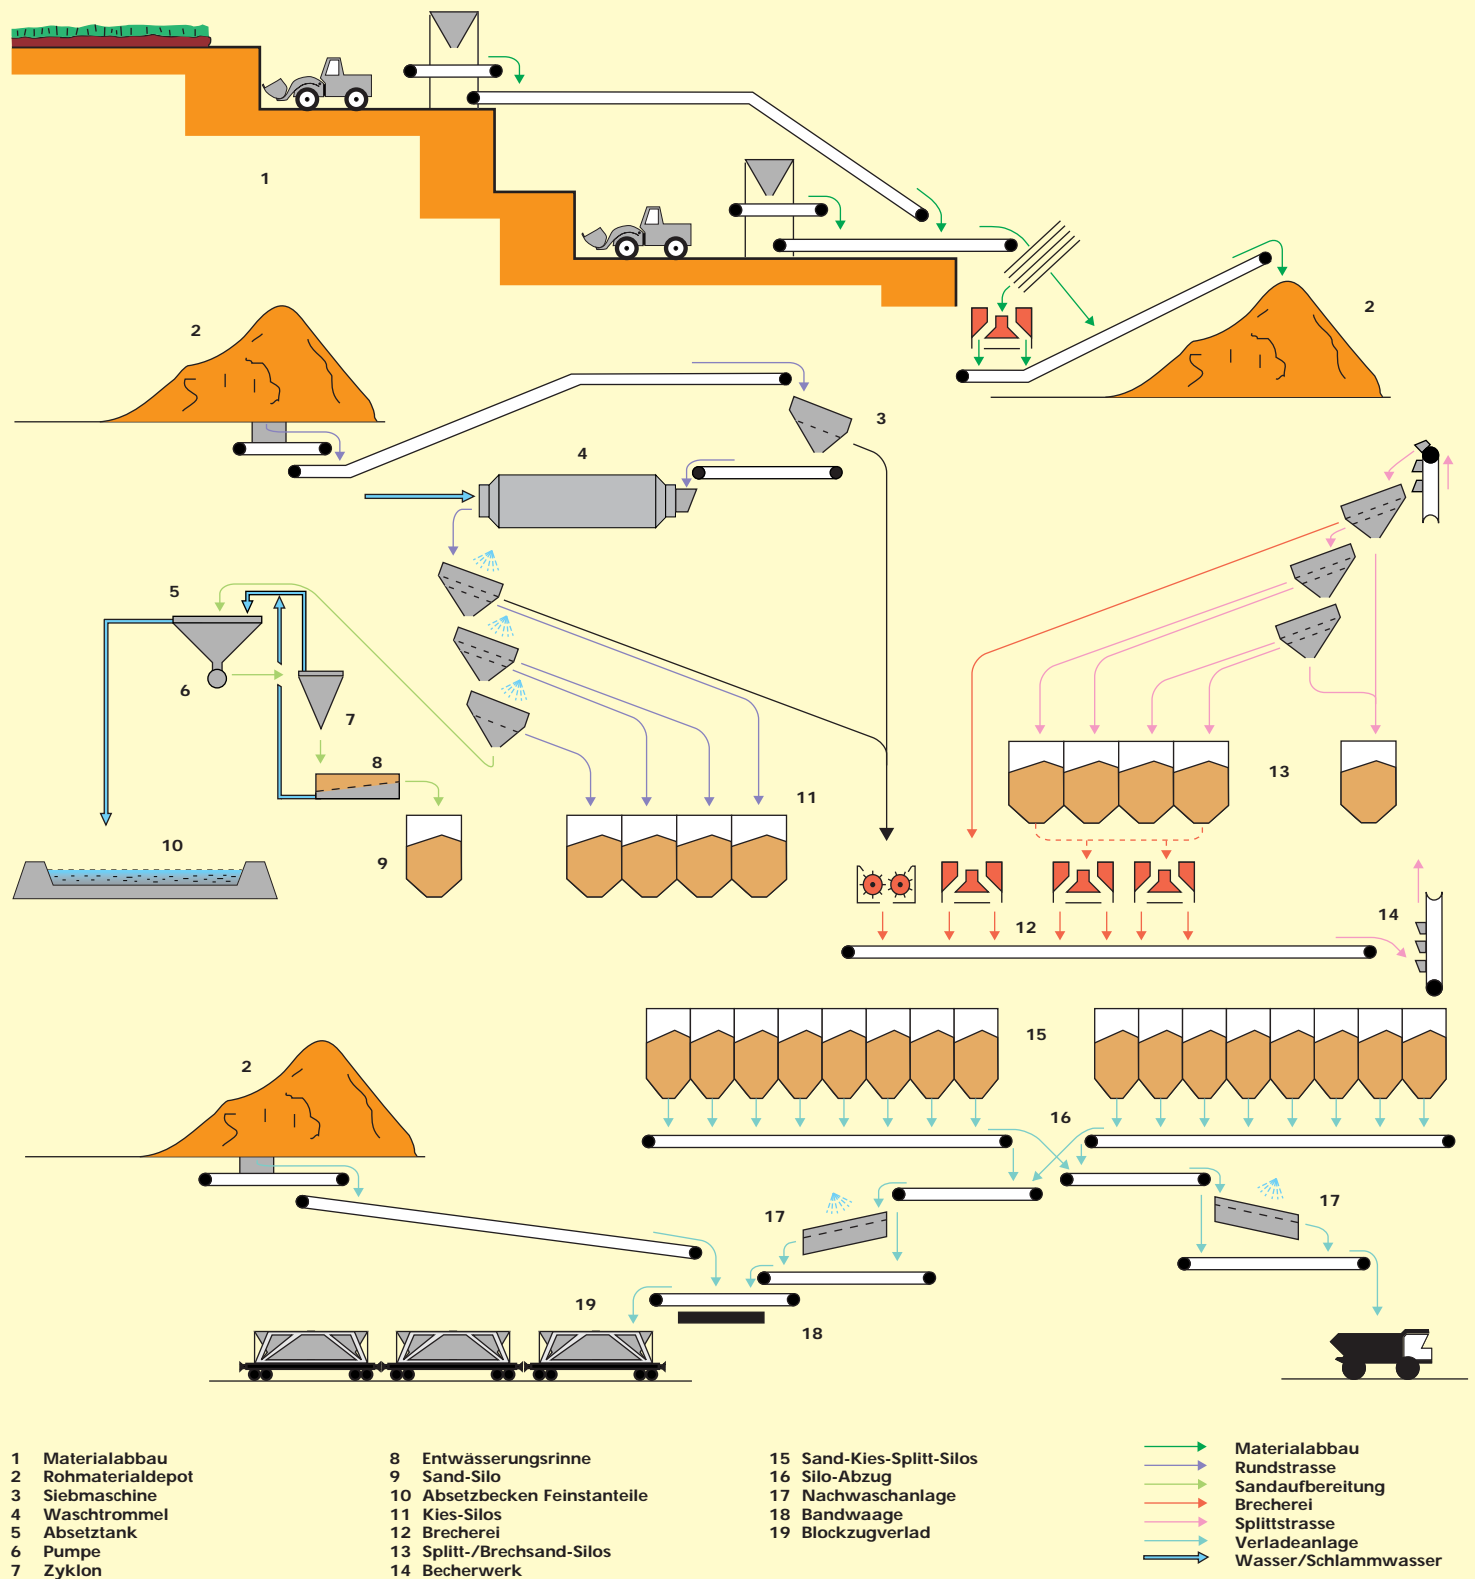 1
2
2
3
4
5
6
7
8
9
10
11
12
13
14
15
2
16
17
17
18
19
1 Materialabbau
2 Rohmaterialdepot
3 Siebmaschine
4 Waschtrommel
5 Absetztank
6 Pumpe
7 Zyklon
8 Entwässerungsrinne
9 Sand-Silo
10 Absetzbecken Feinstanteile
11 Kies-Silos
12 Brecherei
13 Splitt-/Brechsand-Silos
14 Becherwerk
15 Sand-Kies-Splitt-Silos
16 Silo-Abzug
17 Nachwaschanlage
18 Bandwaage
19 Blockzugverlad
Materialabbau
Rundstrasse
Sandaufbereitung
Brecherei
Splittstrasse
Verladeanlage
Wasser/Schlammwasser